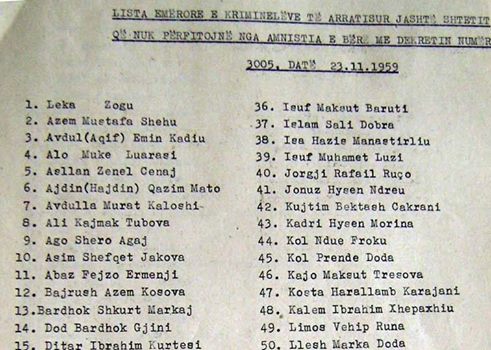 LISTA EMËRORE E KRIMINELËVE TË ARRATISUR JASHTË SHTETIT
QË NUK PËRFITOJNË NGA AMNISTIA E BËRË ME DEKRETIN NUMËR
3005, DATË 23.11.1959
1. Leka Zogu
2. Azem Mustafa Shehu
3. Avdul(Aqif) Emin Kadiu
4. Alo Muke Luarasi
5. Asllan Zenel Cenaj
6. Ajdin(Hajdin) Qazim Mato
7. Avdulla Murat Kaloshi
8. Ali Kajmak Tubova
9. Ago Shero Agaj
10. Asim Shefqet Jakova
11. Abaz Fejzo Ermenji
12. Bajrush Azem Kosova
13. Bardhok Shkurt Markaj
14. Dod Bardhok Gjini
15. Ditar Ibrahim Kurtesi
36. Isuf Maksut Baruti
37. Islam Sali Dobra
38. Isa Hazis Manastirliu
39. Isuf Muhamet Luzi
40. Jorgji Rafail Ruço
41. Jonuz Hysen Ndreu
42. Kujtim Bektash Cakrani
43. Kadri Hysen Morina
44. Kol Ndue Froku
45. Kol Prende Doda
46. Kajo Maksut Tresova
47. Kosta Harallamb Karajani
48. Kalem Ibrahim Xhepaxhiu
49. Limos Vehip Runa
50. Llesh Marka Doda